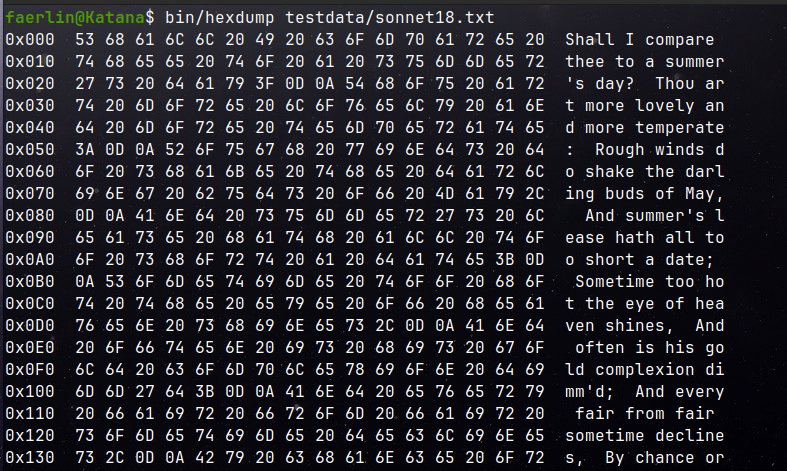 faerlin@Katana$ bin/hexdump testdata/sonnet18.txt
0x000  53 68 61 6C 6C 20 49 20 63 6F 6D 70 61 72 65 20  Shall I compare
0x010  74 68 65 65 20 74 6F 20 61 20 73 75 6D 6D 65 72  thee to a summer
0x020  27 73 20 64 61 79 3F 0D 0A 54 68 6F 75 20 61 72  's day?  Thou ar
0x030  74 20 6D 6F 72 65 20 6C 6F 76 65 6C 79 20 61 6E  t more lovely an
0x040  64 20 6D 6F 72 65 20 74 65 6D 70 65 72 61 74 65  d more temperate
0x050  3A 0D 0A 52 6F 75 67 68 20 77 69 6E 64 73 20 64  :  Rough winds d
0x060  6F 20 73 68 61 6B 65 20 74 68 65 20 64 61 72 6C  o shake the darl
0x070  69 6E 67 20 62 75 64 73 20 6F 66 20 4D 61 79 2C  ing buds of May,
0x080  0D 0A 41 6E 64 20 73 75 6D 6D 65 72 27 73 20 6C    And summer's l
0x090  65 61 73 65 20 68 61 74 68 20 61 6C 6C 20 74 6F  ease hath all to
0x0A0  6F 20 73 68 6F 72 74 20 61 20 64 61 74 65 3B 0D  o short a date;
0x0B0  0A 53 6F 6D 65 74 69 6D 65 20 74 6F 6F 20 68 6F   Sometime too ho
0x0C0  74 20 74 68 65 20 65 79 65 20 6F 66 20 68 65 61  t the eye of hea
0x0D0  76 65 6E 20 73 68 69 6E 65 73 2C 0D 0A 41 6E 64  ven shines,  And
0x0E0  20 6F 66 74 65 6E 20 69 73 20 68 69 73 20 67 6F   often is his go
0x0F0  6C 64 20 63 6F 6D 70 6C 65 78 69 6F 6E 20 64 69  ld complexion di
0x100  6D 6D 27 64 3B 0D 0A 41 6E 64 20 65 76 65 72 79  mm'd;  And every
0x110  20 66 61 69 72 20 66 72 6F 6D 20 66 61 69 72 20   fair from fair
0x120  73 6F 6D 65 74 69 6D 65 20 64 65 63 6C 69 6E 65  sometime decline
0x130  73 2C 0D 0A 42 79 20 63 68 61 6E 63 65 20 6F 72  s,  By chance or